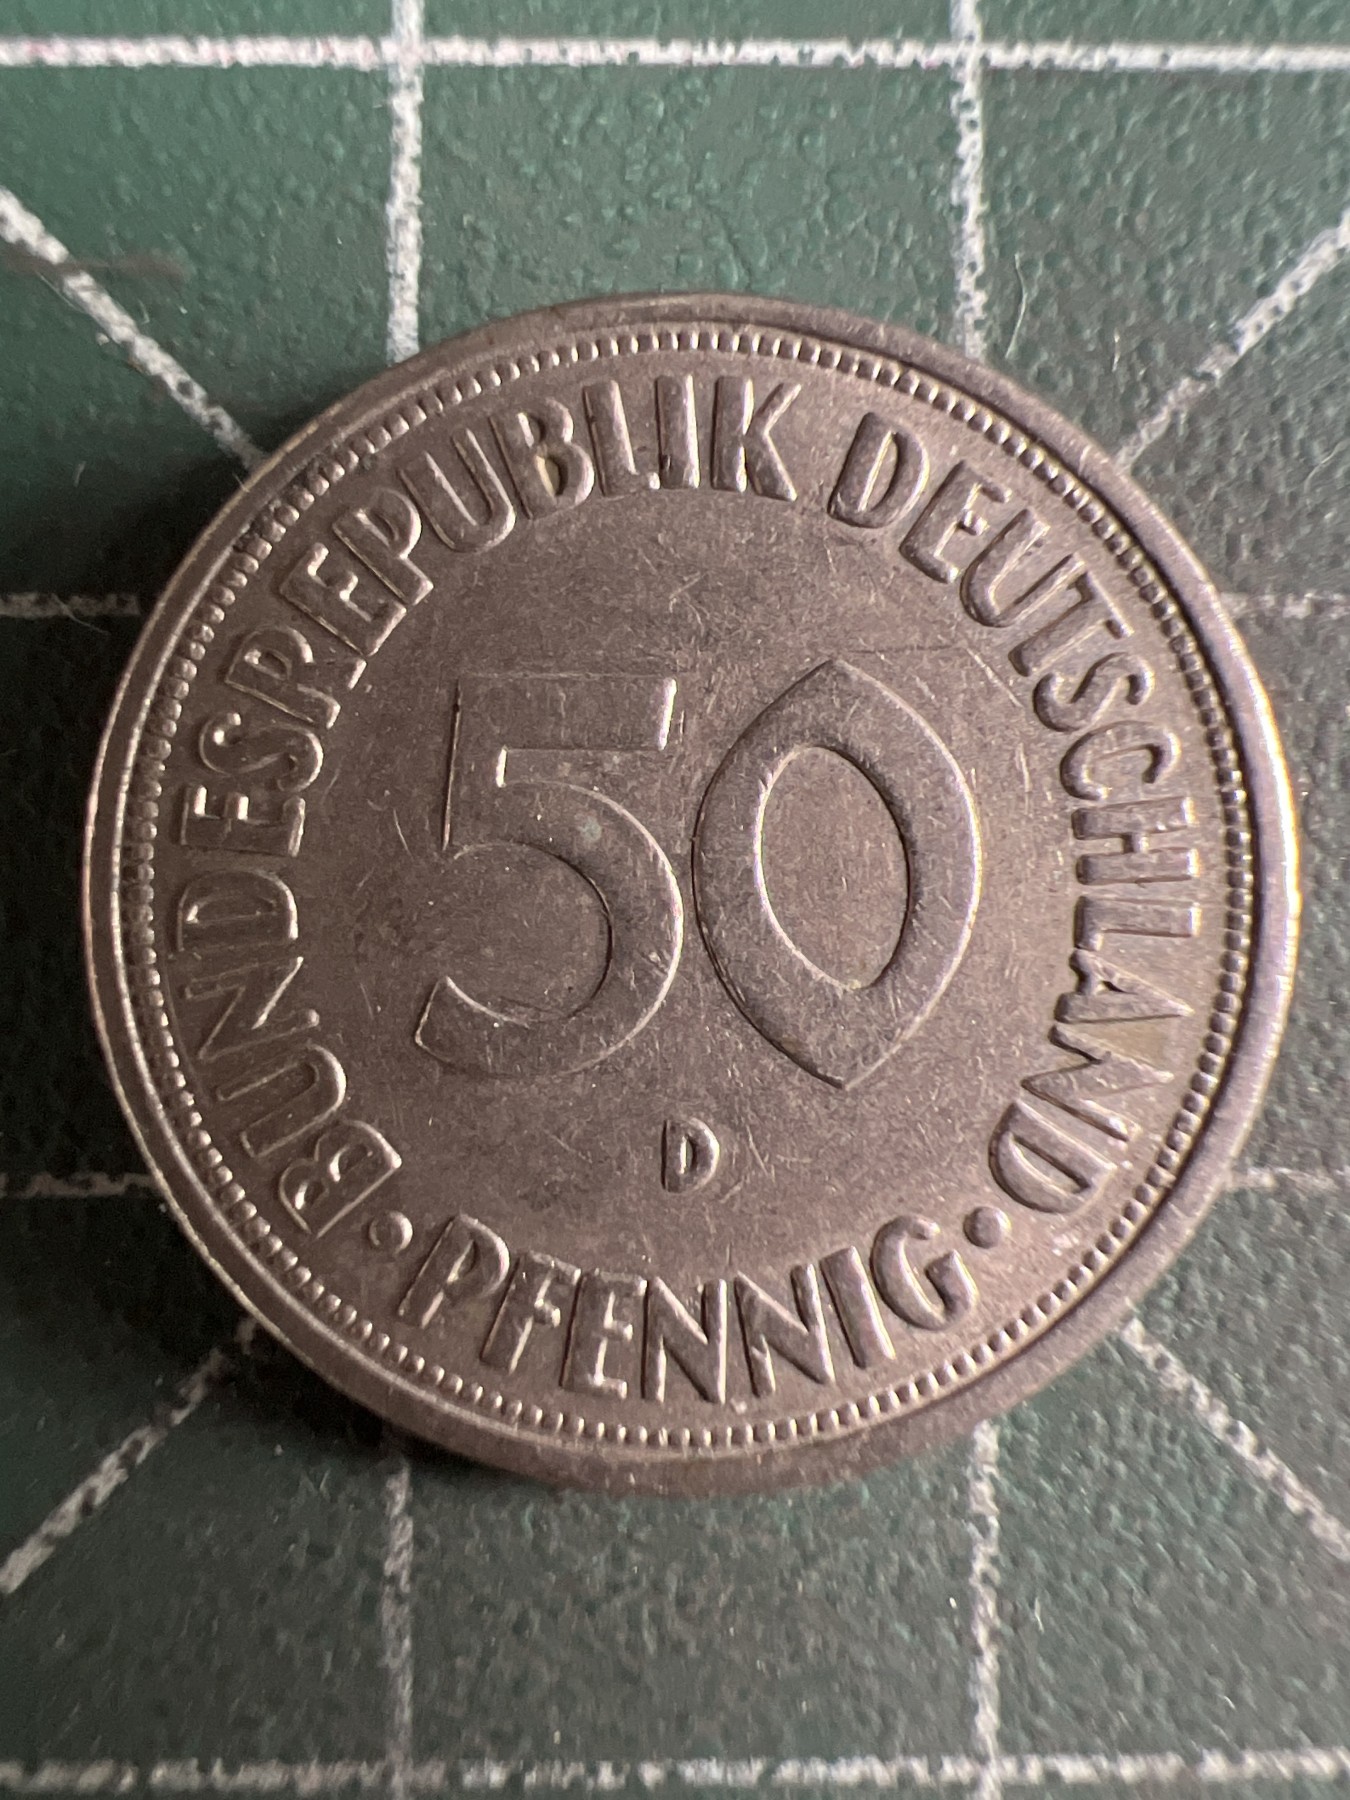 BUNDESREPUBLIK DEUTSCHLAND
50
D
• PFENNIG •